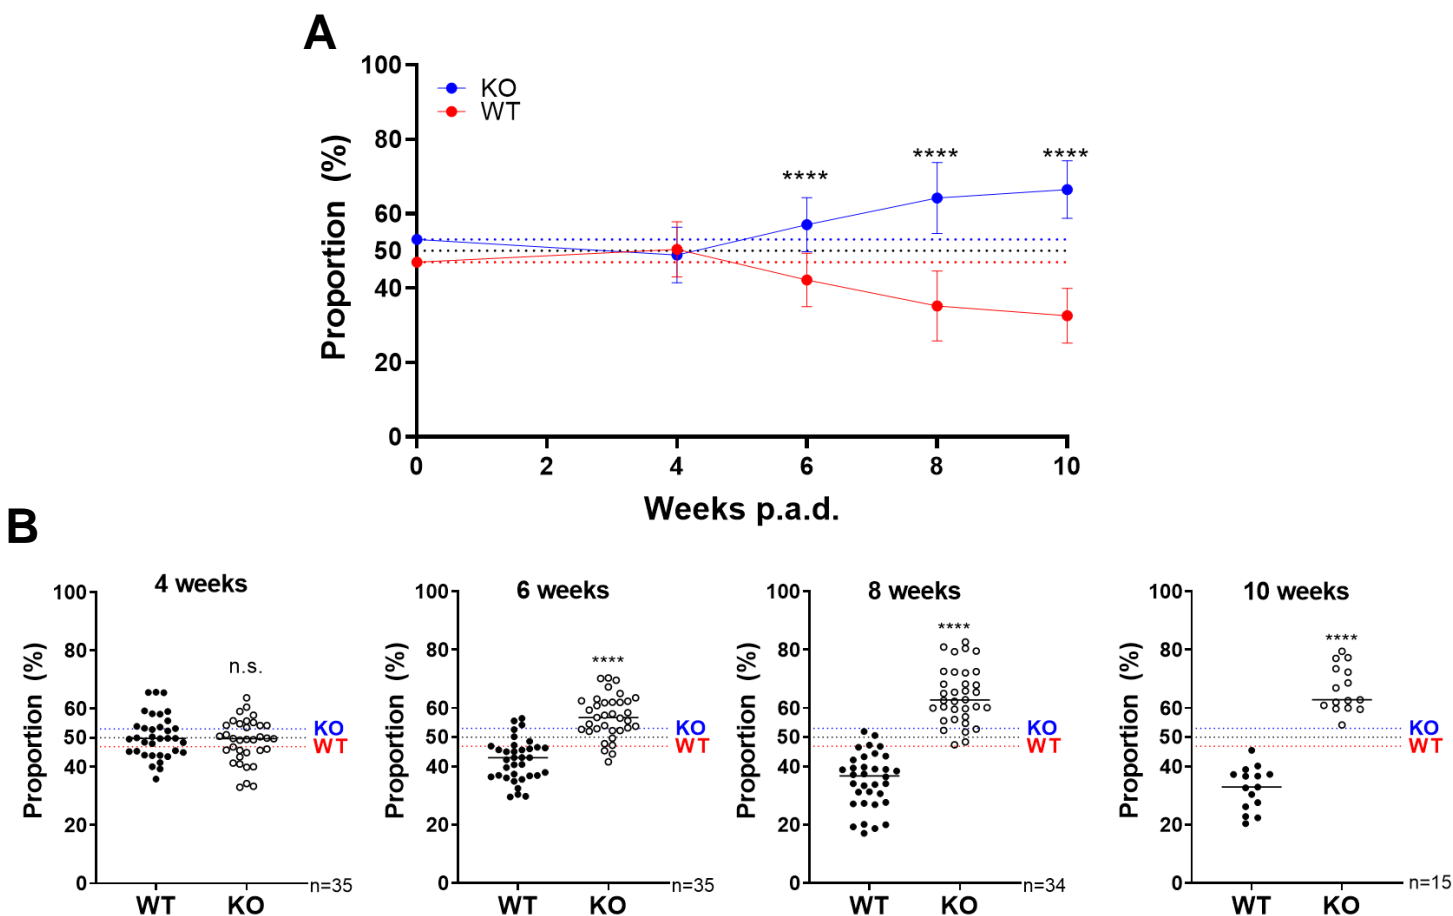 A
Proportion (%)
100
80
60
50
40
20
0
KO
WT
****
****
****
0 2 4 6 8 10
Weeks p.a.d.
B
4 weeks
Proportion (%)
100
80
60
50
40
20
0
n.s.
KO
WT
WT KO
n=35
6 weeks
Proportion (%)
100
80
60
50
40
20
0
****
KO
WT
WT KO
n=35
8 weeks
Proportion (%)
100
80
60
50
40
20
0
****
KO
WT
WT KO
n=34
10 weeks
Proportion (%)
100
80
60
50
40
20
0
****
KO
WT
WT KO
n=15